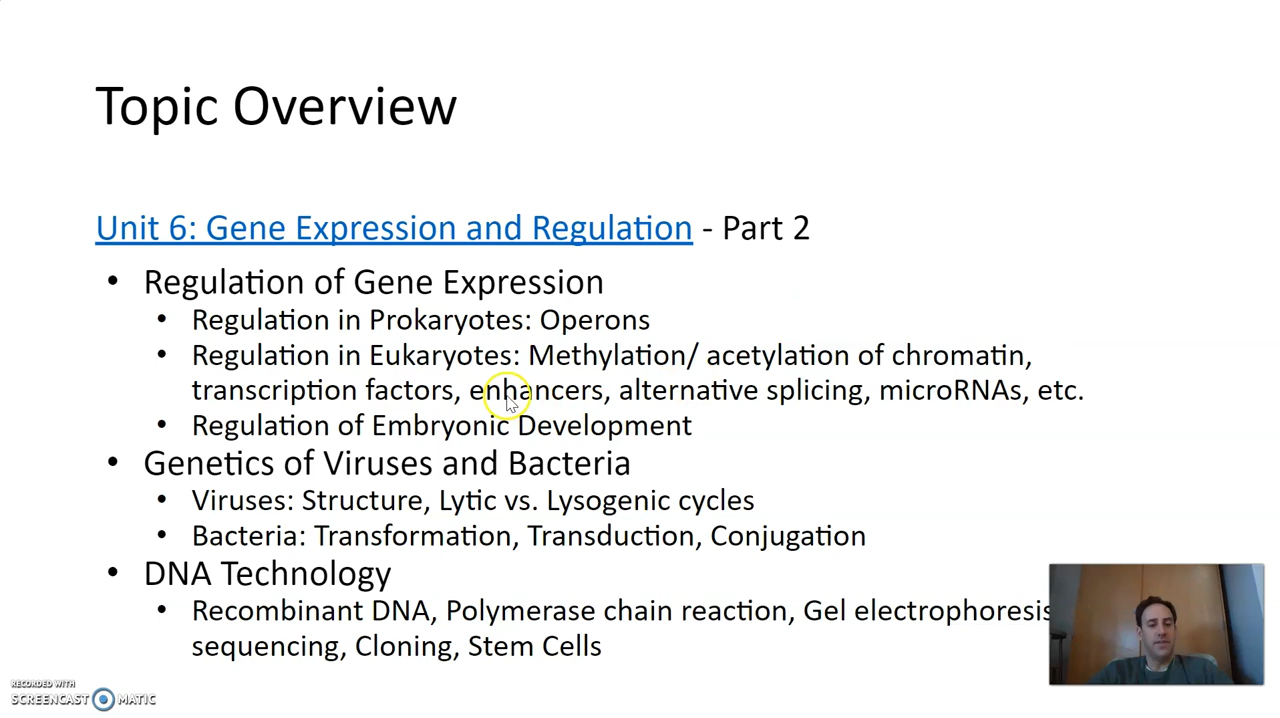 Topic Overview
Unit 6: Gene Expression and Regulation - Part 2
• Regulation of Gene Expression
• Regulation in Prokaryotes: Operons
• Regulation in Eukaryotes: Methylation/ acetylation of chromatin,
transcription factors, enhancers, alternative splicing, microRNAs, etc.
• Regulation of Embryonic Development
• Genetics of Viruses and Bacteria
• Viruses: Structure, Lytic vs. Lysogenic cycles
• Bacteria: Transformation, Transduction, Conjugation
• DNA Technology
• Recombinant DNA, Polymerase chain reaction, Gel electrophoresis
sequencing, Cloning, Stem Cells
RECORDED WITH
SCREENCAST MATIC